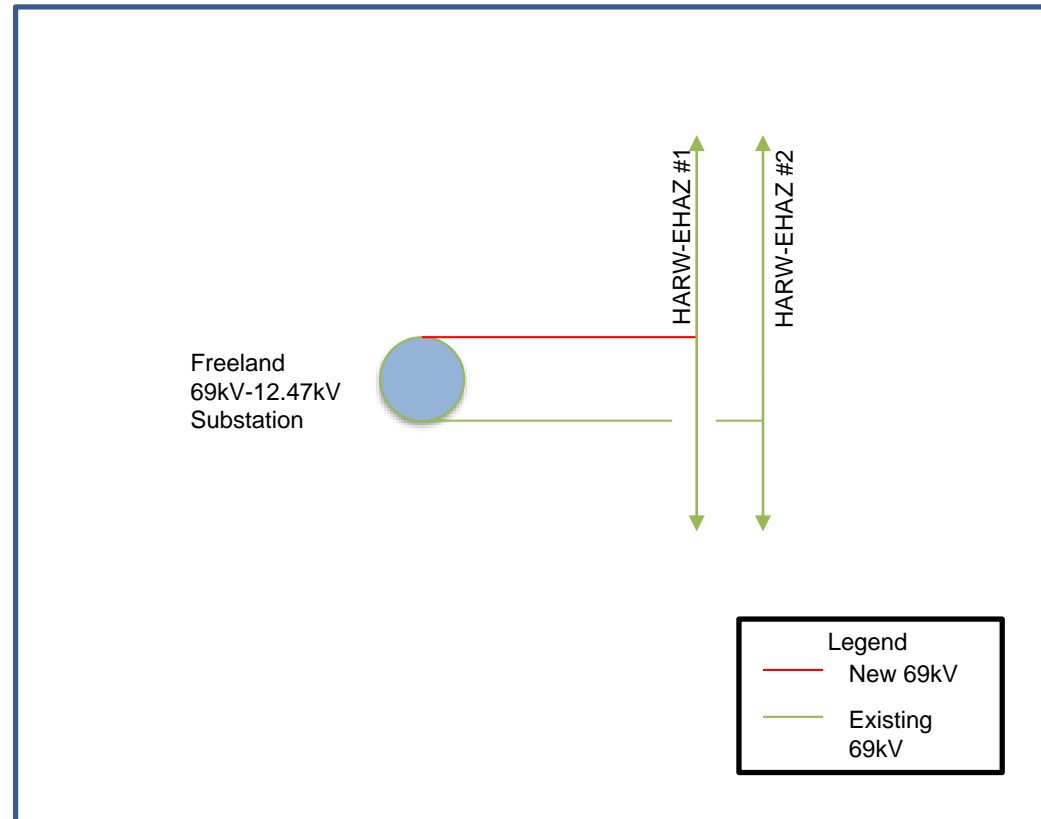 HARW-EHAZ #1
HARW-EHAZ #2
Freeland
69kV-12.47kV
Substation
Legend
New 69kV
Existing
69kV